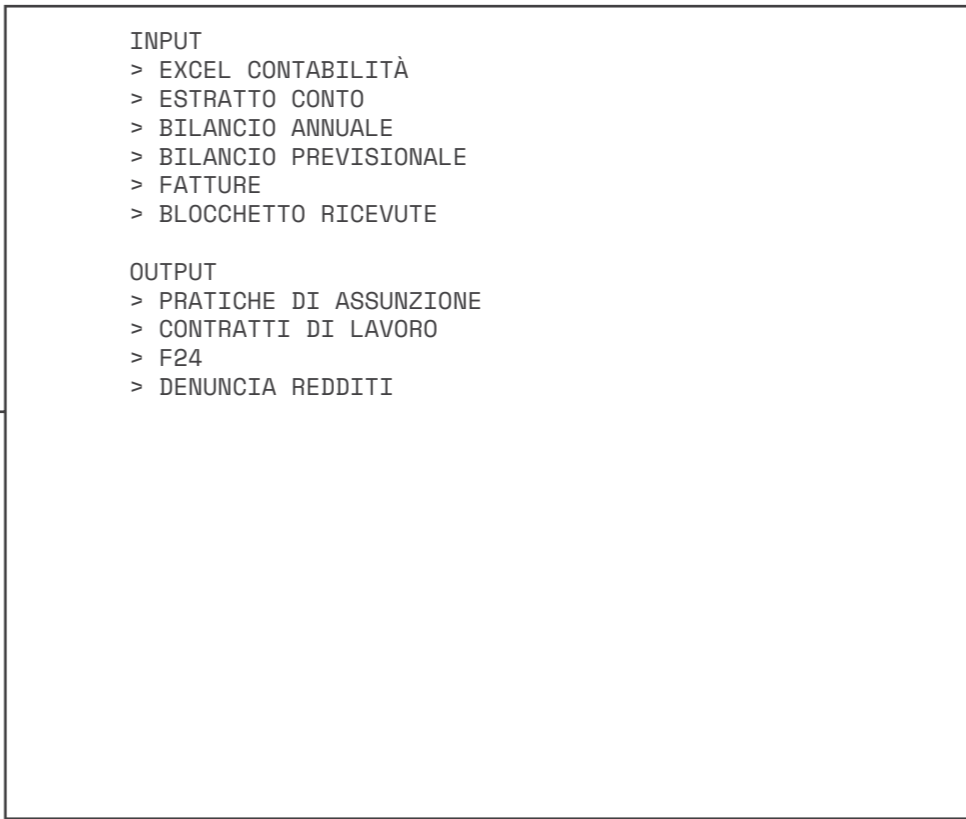 INPUT
> EXCEL CONTABILITÀ
> ESTRATTO CONTO
> BILANCIO ANNUALE
> BILANCIO PREVISIONALE
> FATTURE
> BLOCCHETTO RICEVUTE
OUTPUT
> PRATICHE DI ASSUNZIONE
> CONTRATTI DI LAVORO
> F24
> DENUNCIA REDDITI